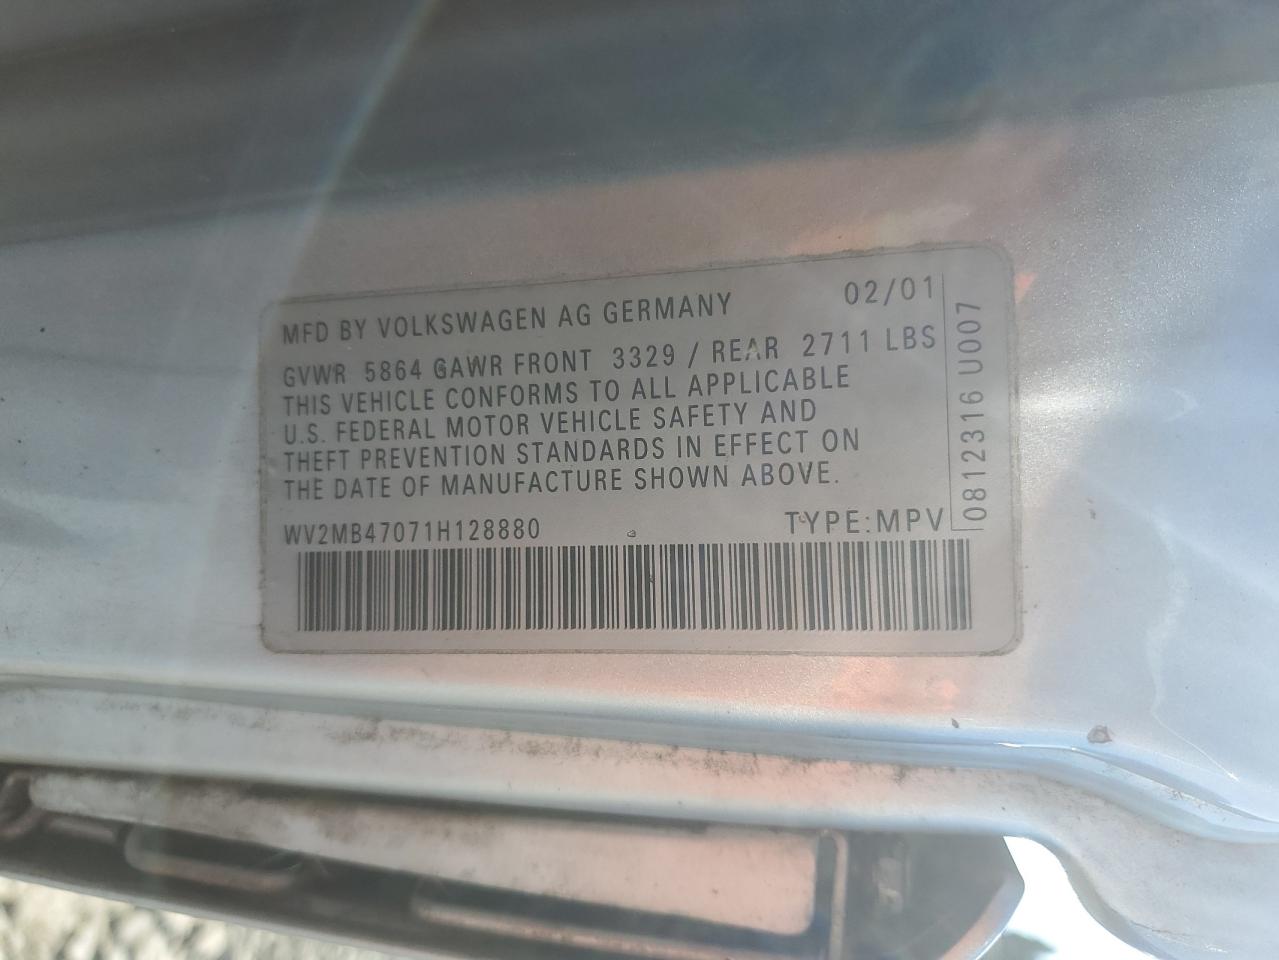 MFD BY VOLKSWAGEN AG GERMANY 02/01
GVWR 5864 GAWR FRONT 3329 / REAR 2711 LBS
THIS VEHICLE CONFORMS TO ALL APPLICABLE
U.S. FEDERAL MOTOR VEHICLE SAFETY AND
THEFT PREVENTION STANDARDS IN EFFECT ON
THE DATE OF MANUFACTURE SHOWN ABOVE.
WV2MB47071H128880 TYPE:MPV
0812316 U007